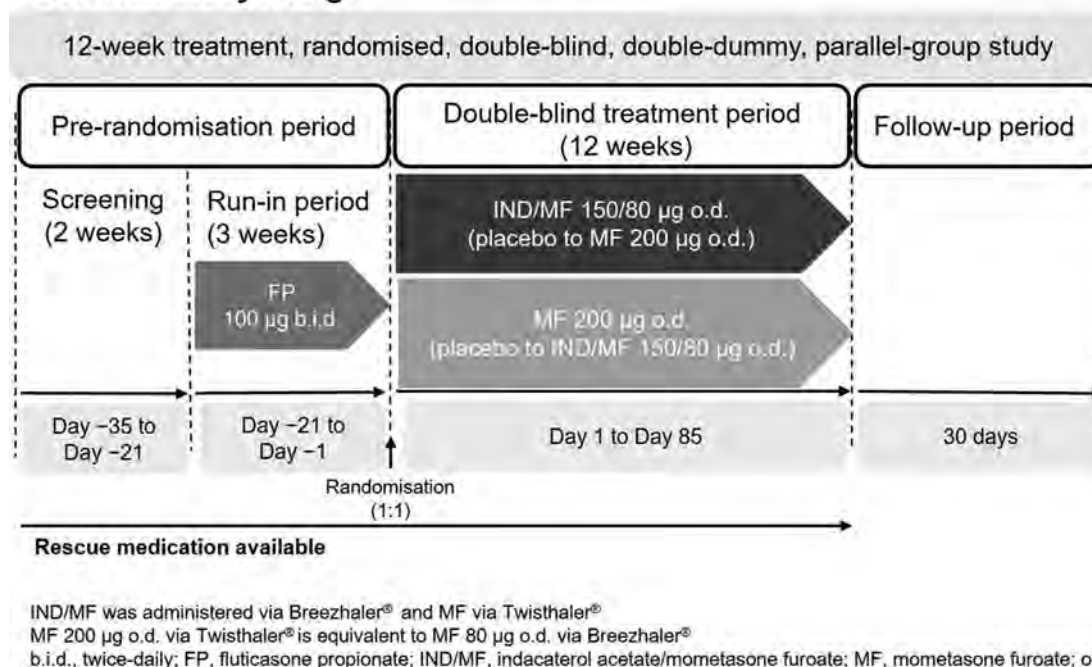 12-week treatment, randomised, double-blind, double-dummy, parallel-group study
Pre-randomisation period
Double-blind treatment period
(12 weeks)
Follow-up period
Screening
(2 weeks)
Run-in period
(3 weeks)
IND/MF 150/80 µg o.d.
(placebo to MF 200 µg o.d.)
FP
100 µg b.i.d
MF 200 µg o.d.
(placebo to IND/MF 150/80 µg o.d.)
Day −35 to
Day −21
Day −21 to
Day −1
Day 1 to Day 85
30 days
Randomisation
(1:1)
Rescue medication available
IND/MF was administered via Breezhaler® and MF via Twisthaler®
MF 200 µg o.d. via Twisthaler® is equivalent to MF 80 µg o.d. via Breezhaler®
b.i.d., twice-daily; FP, fluticasone propionate; IND/MF, indacaterol acetate/mometasone furoate; MF, mometasone furoate;